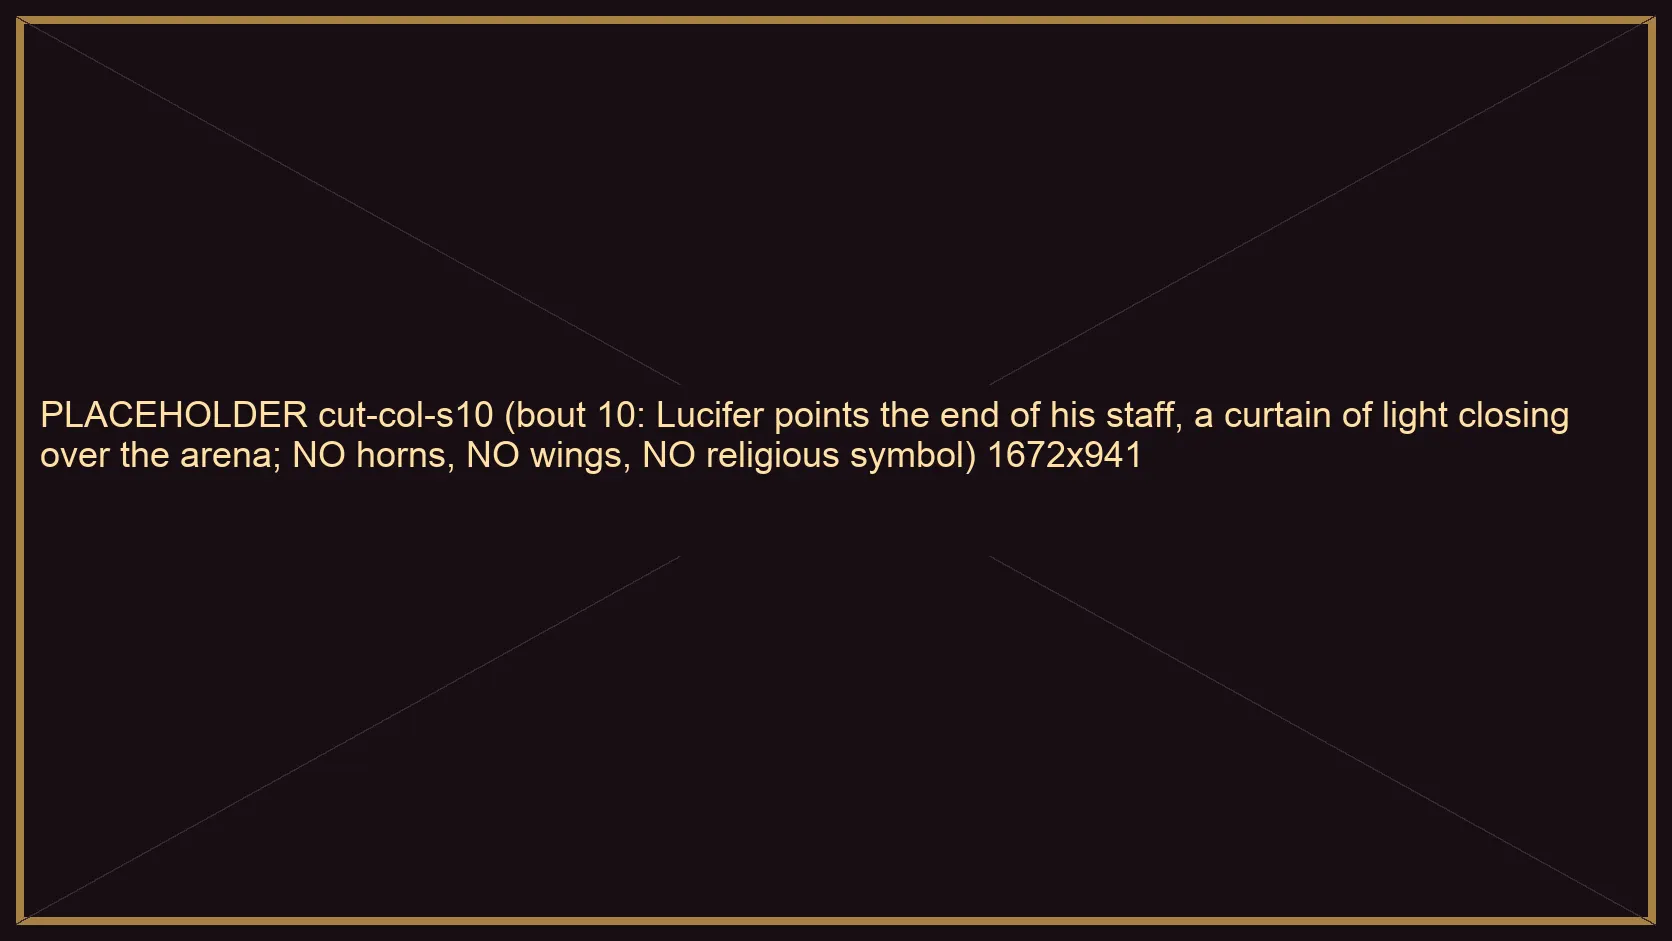 PLACEHOLDER cut-col-s10 (bout 10: Lucifer points the end of his staff, a curtain of light closing
over the arena; NO horns, NO wings, NO religious symbol) 1672x941